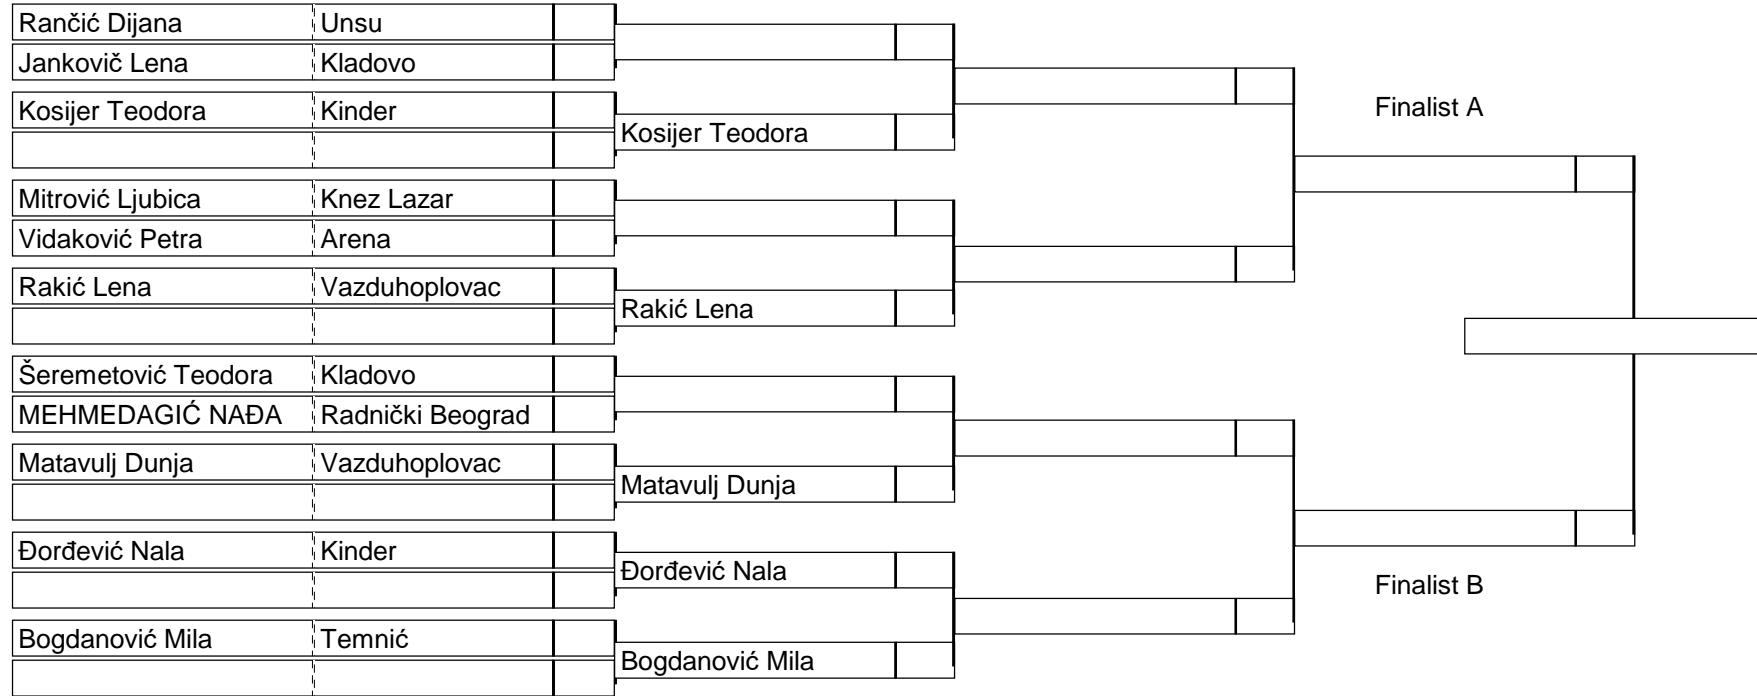 Rančić Dijana Unsu
Jankovič Lena Kladovo
Kosijer Teodora Kinder
Finalist A
Kosijer Teodora
Mitrović Ljubica Knez Lazar
Vidaković Petra Arena
Rakić Lena Vazduhoplovac
Rakić Lena
Šeremetović Teodora Kladovo
MEHMEDAGIĆ NAĐA Radnički Beograd
Matavulj Dunja Vazduhoplovac
Matavulj Dunja
Đorđević Nala Kinder
Đorđević Nala
Finalist B
Bogdanović Mila Temnić
Bogdanović Mila